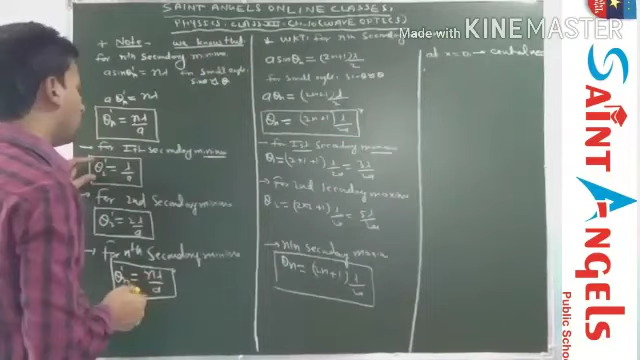 SAINT ANGELS ONLINE CLASSES.
PHYSICS CLASS XII (WAVE OPTICS)
Made with KINEMASTER
+ Note we know that
for nth secondary minima
a sinθn = nλ for small angle
sinθ ≈ θ
a θn' = nλ
θn' = nλ/a
→ for Ist secondary minima
θ1' = λ/a
→ for 2nd secondary minima
θ2' = 2λ/a
→ for nth secondary minima
θn' = nλ/a
* W.K.T. for nth secondary
a sinθn = (2n+1) λ/2
for small angle: sinθ≈θ
aθn = (2n+1) λ/2
θn = (2n+1) λ/2a
→ for Ist secondary maxima
θ1 = (2×1+1) λ/2a = 3λ/2a
→ for 2nd secondary maxima
θ2 = (2×2+1) λ/2a = 5λ/2a
→ nth secondary maxima
θn = (2n+1) λ/2a
at x=0 → central
SAINT ANGELS
Public School